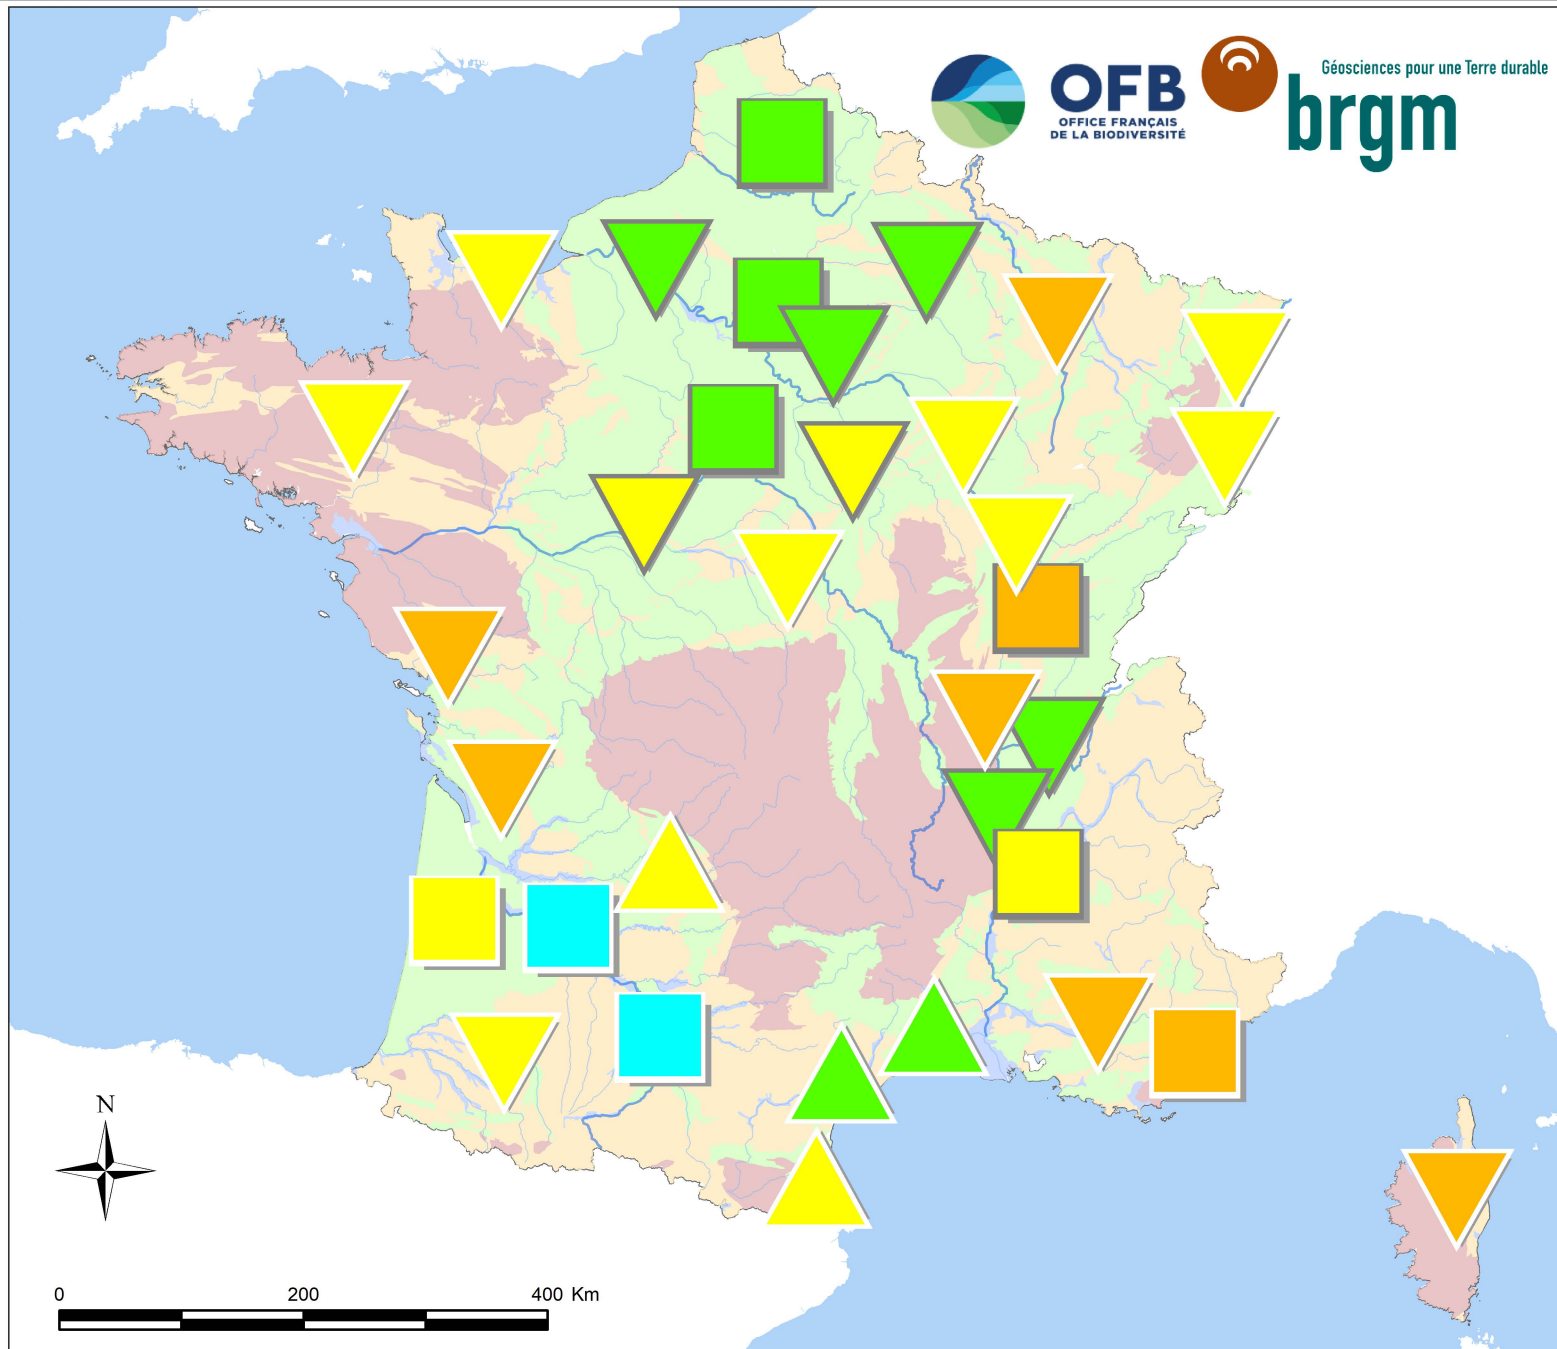 OFB
OFFICE FRANÇAIS
DE LA BIODIVERSITÉ
Géosciences pour une Terre durable
brgm
N
0 200 400 Km